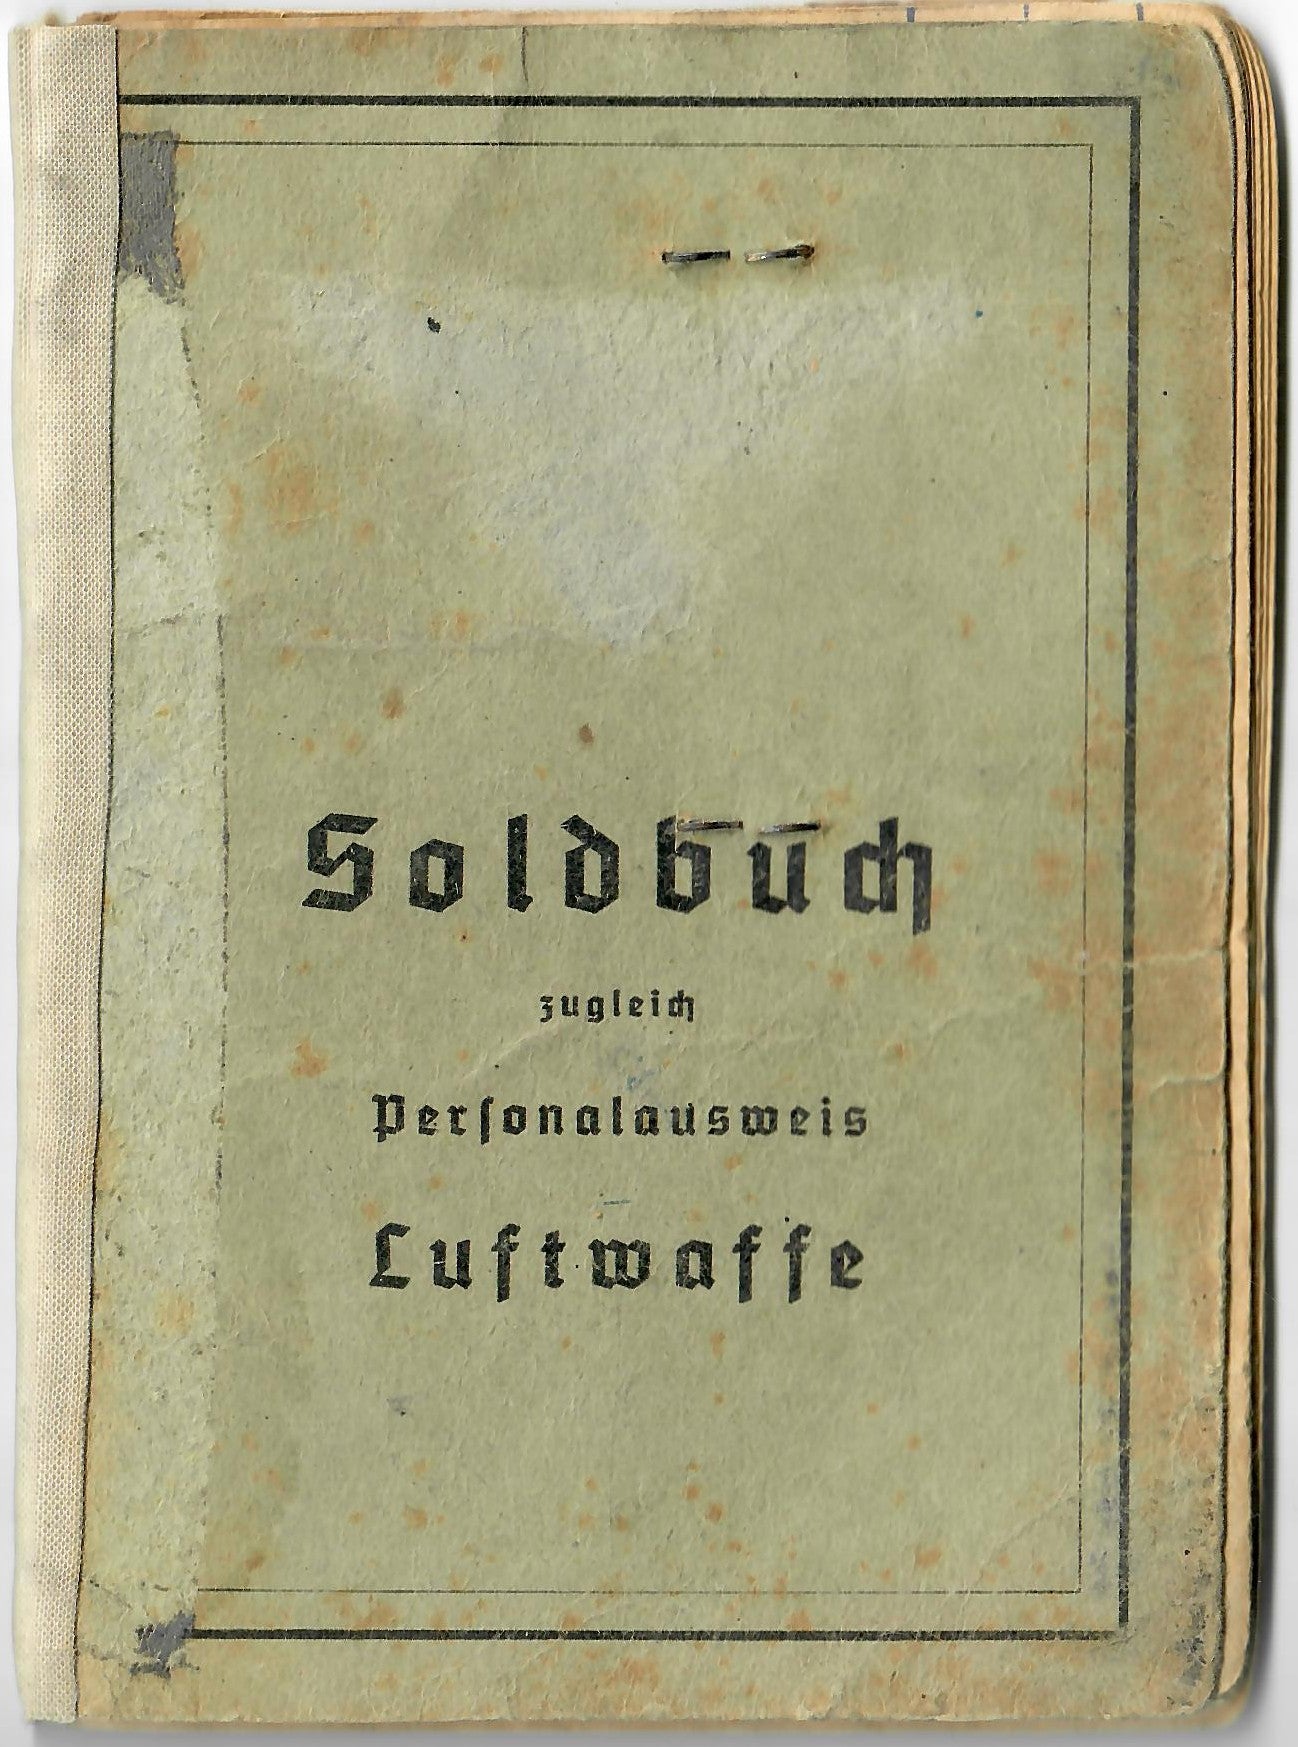 Soldbuch
zugleich
Perſonalausweis
Luftwaffe